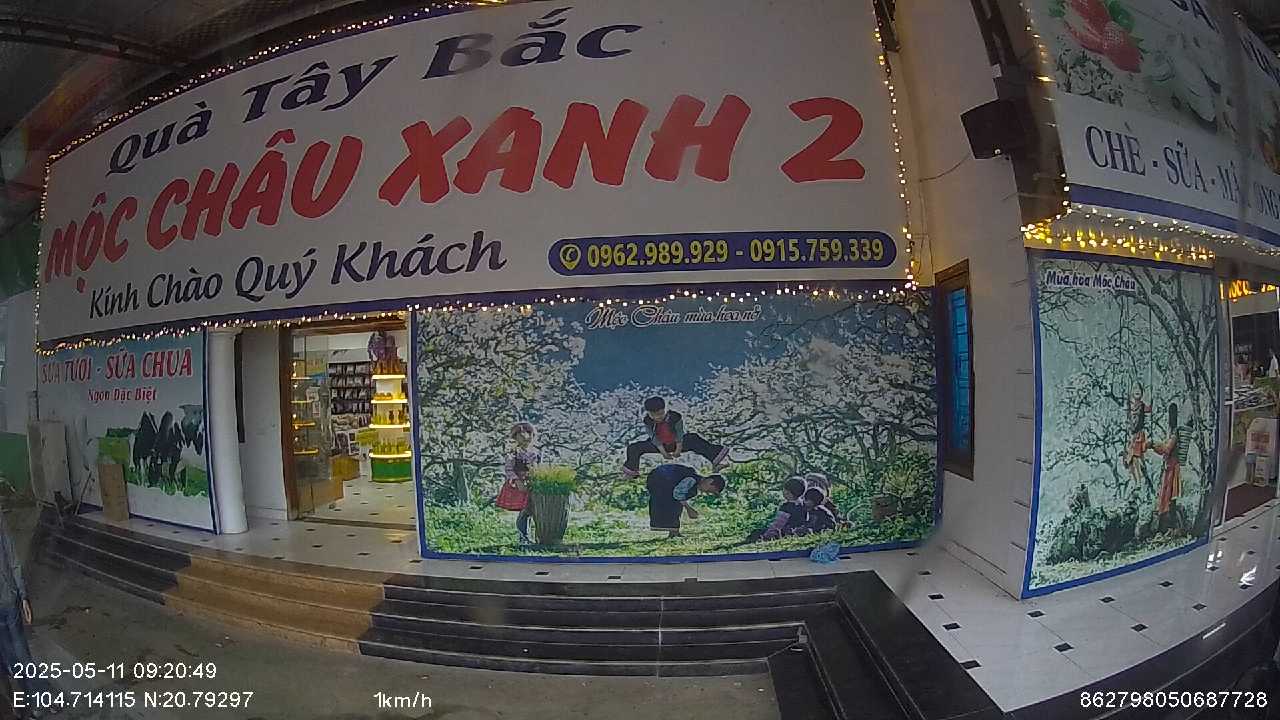 Quà Tây Bắc
MỘC CHÂU XANH 2
Kính Chào Quý Khách
0962.989.929 - 0915.759.339
CHÈ - SỮA -
SỮA TƯƠI - SỮA CHUA
Ngon Đặc Biệt
Mộc Châu mùa hoa nở
Mùa hoa Mộc Châu
2025-05-11 09:20:49
E:104.714115 N:20.79297
1km/h
862798050687728